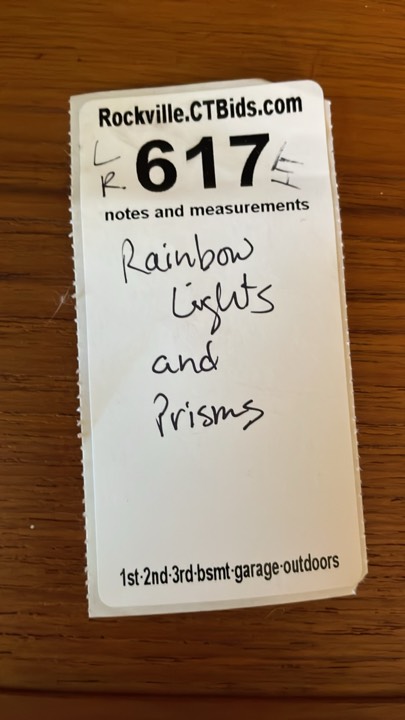 Rockville.CTBids.com
L
R 617
notes and measurements
Rainbow
Lights
and
Prisms
1st-2nd-3rd-bsmt-garage-outdoors